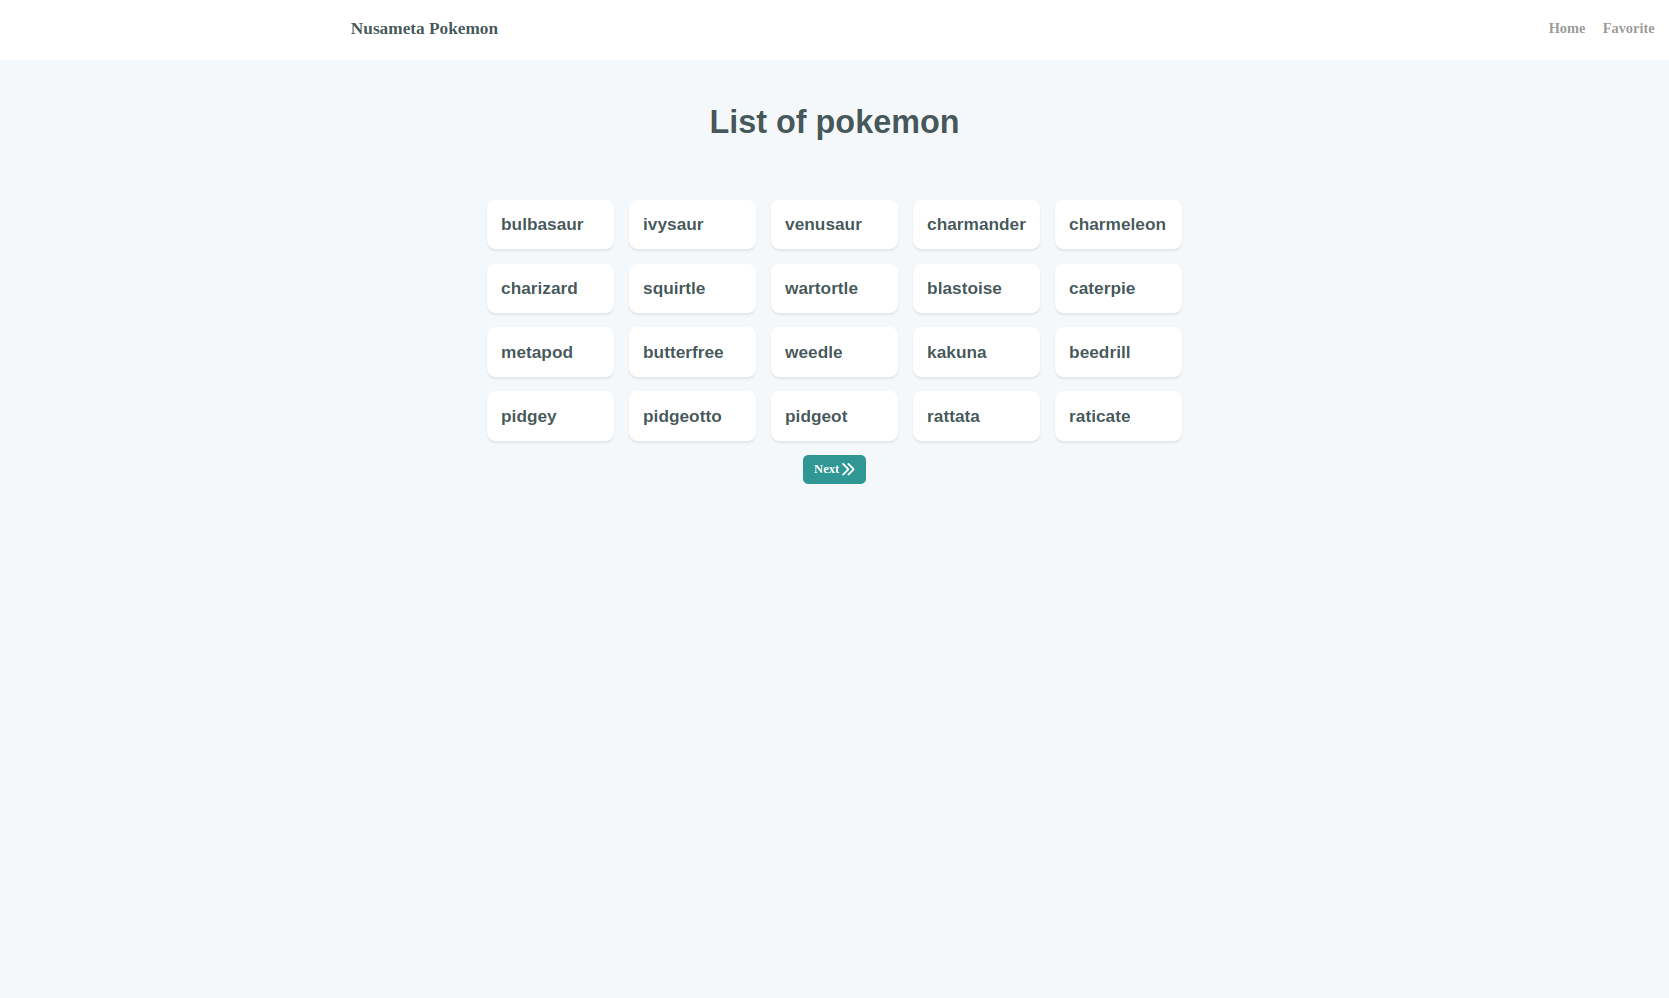 Nusameta Pokemon Home Favorite
List of pokemon
bulbasaur ivysaur venusaur charmander charmeleon
charizard squirtle wartortle blastoise caterpie
metapod butterfree weedle kakuna beedrill
pidgey pidgeotto pidgeot rattata raticate
Next